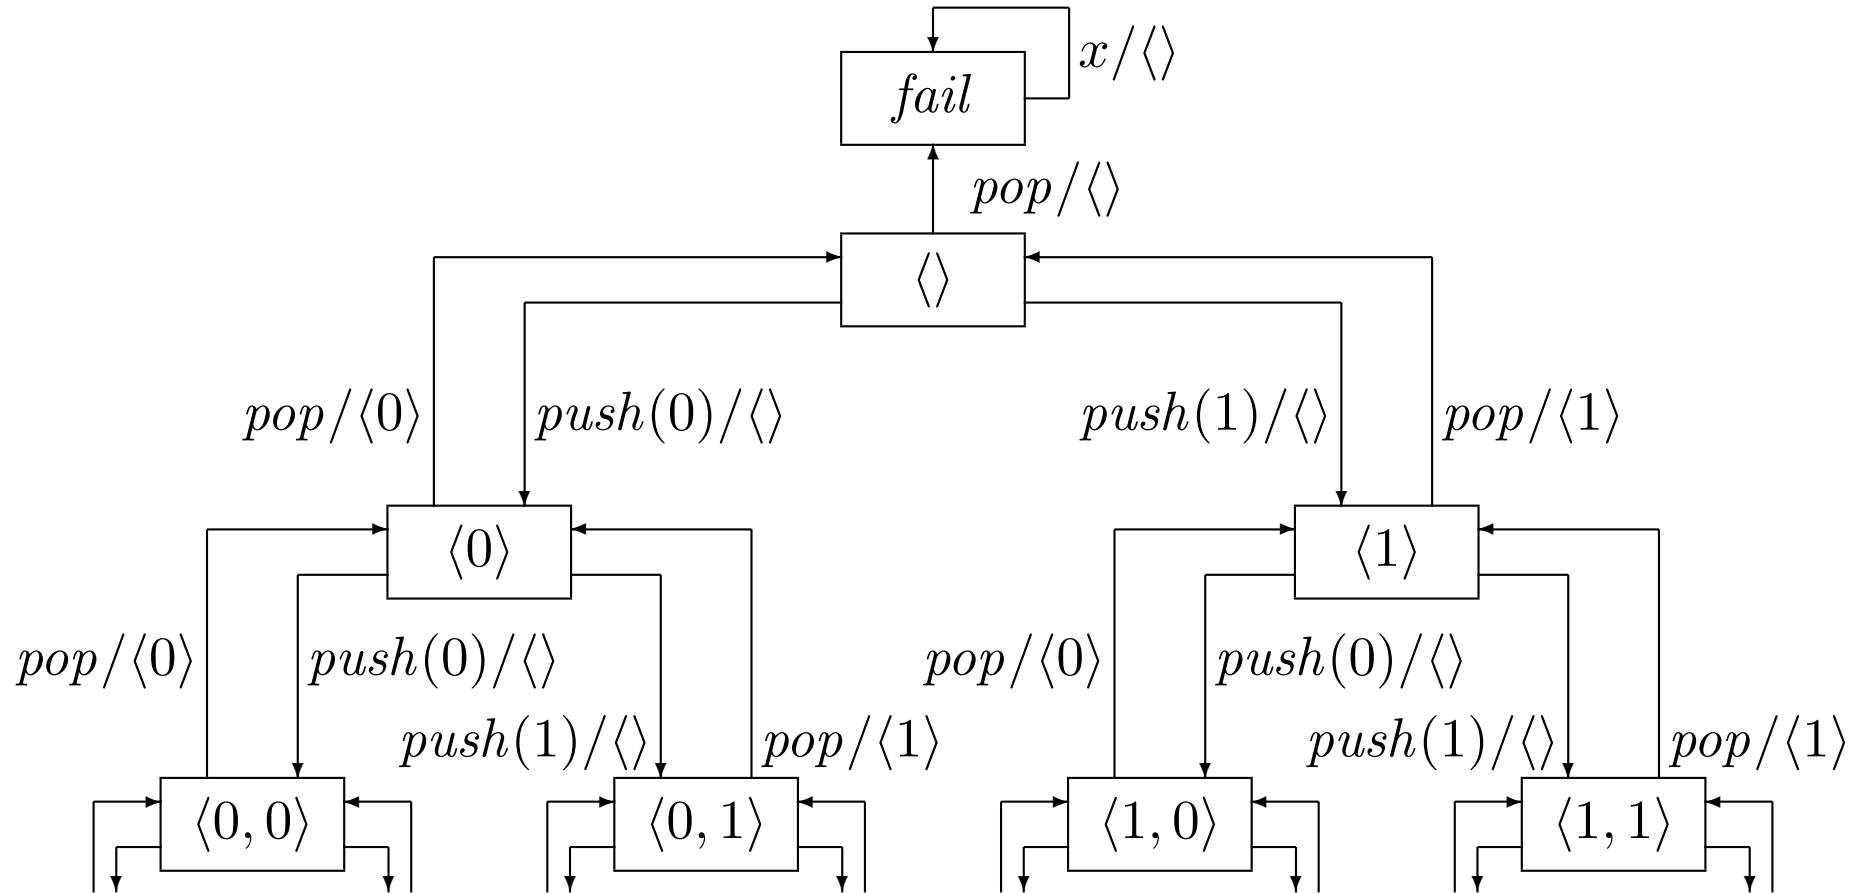 x/⟨⟩
fail
pop/⟨⟩
⟨⟩
pop/⟨0⟩ push(0)/⟨⟩ push(1)/⟨⟩ pop/⟨1⟩
⟨0⟩ ⟨1⟩
pop/⟨0⟩ push(0)/⟨⟩ pop/⟨0⟩ push(0)/⟨⟩
push(1)/⟨⟩ pop/⟨1⟩ push(1)/⟨⟩ pop/⟨1⟩
⟨0, 0⟩ ⟨0, 1⟩ ⟨1, 0⟩ ⟨1, 1⟩